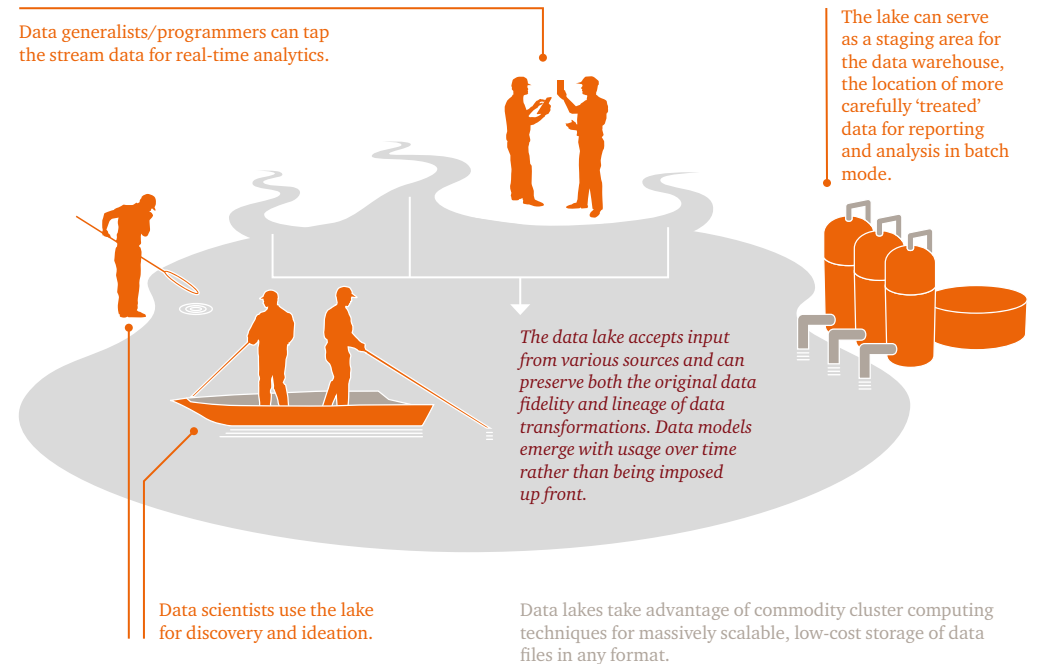 Data generalists/programmers can tap
the stream data for real-time analytics.
The lake can serve
as a staging area for
the data warehouse,
the location of more
carefully ‘treated’
data for reporting
and analysis in batch
mode.
The data lake accepts input
from various sources and can
preserve both the original data
fidelity and lineage of data
transformations. Data models
emerge with usage over time
rather than being imposed
up front.
Data scientists use the lake
for discovery and ideation.
Data lakes take advantage of commodity cluster computing
techniques for massively scalable, low-cost storage of data
files in any format.